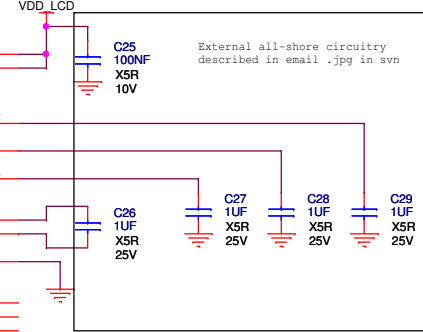 VDD_LCD
C25
100NF
X5R
10V
External all-shore circuitry
described in email .jpg in svn
C26
1UF
X5R
25V
C27
1UF
X5R
25V
C28
1UF
X5R
25V
C29
1UF
X5R
25V